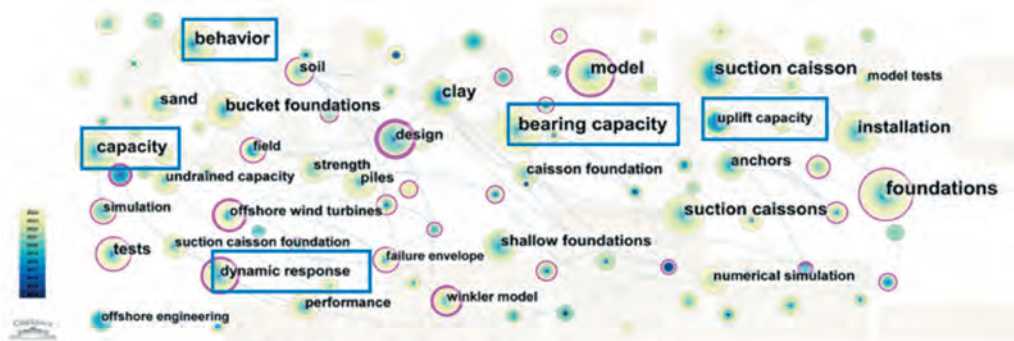 behavior
soil
model
suction caisson
model tests
sand
bucket foundations
clay
bearing capacity
uplift capacity
installation
design
capacity
field
strength
caisson foundation
anchors
undrained capacity
piles
foundations
simulation
offshore wind turbines
suction caissons
tests
suction caisson foundation
shallow foundations
failure envelope
dynamic response
numerical simulation
performance
winkler model
offshore engineering
CiteSpace